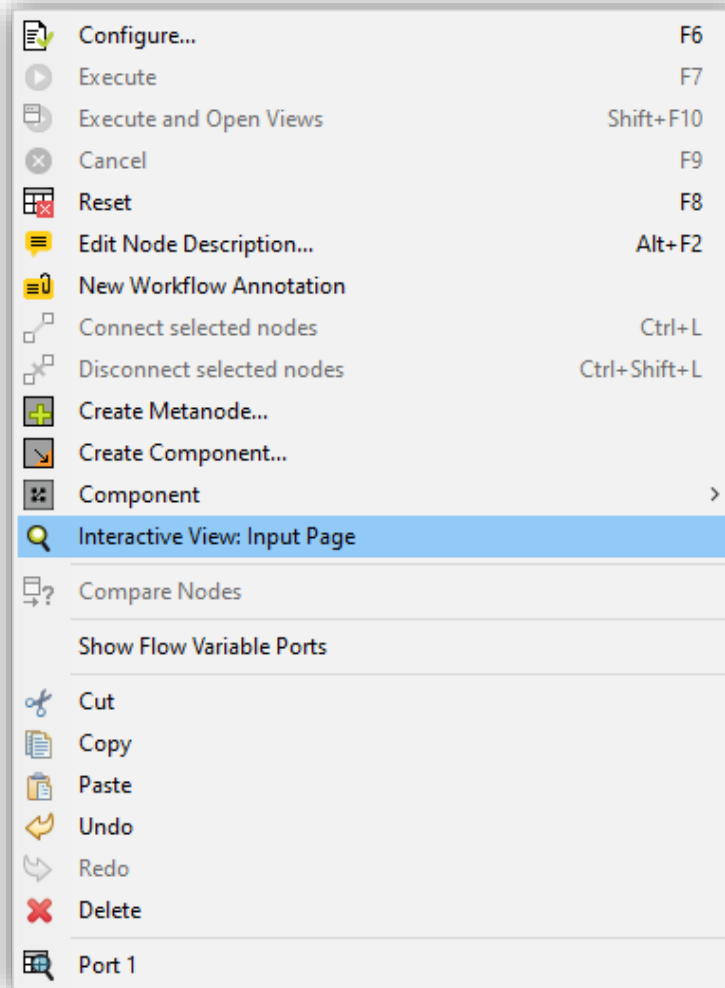 Configure... F6
Execute F7
Execute and Open Views Shift+F10
Cancel F9
Reset F8
Edit Node Description... Alt+F2
New Workflow Annotation
Connect selected nodes Ctrl+L
Disconnect selected nodes Ctrl+Shift+L
Create Metanode...
Create Component...
Component
Interactive View: Input Page
Compare Nodes
Show Flow Variable Ports
Cut
Copy
Paste
Undo
Redo
Delete
Port 1